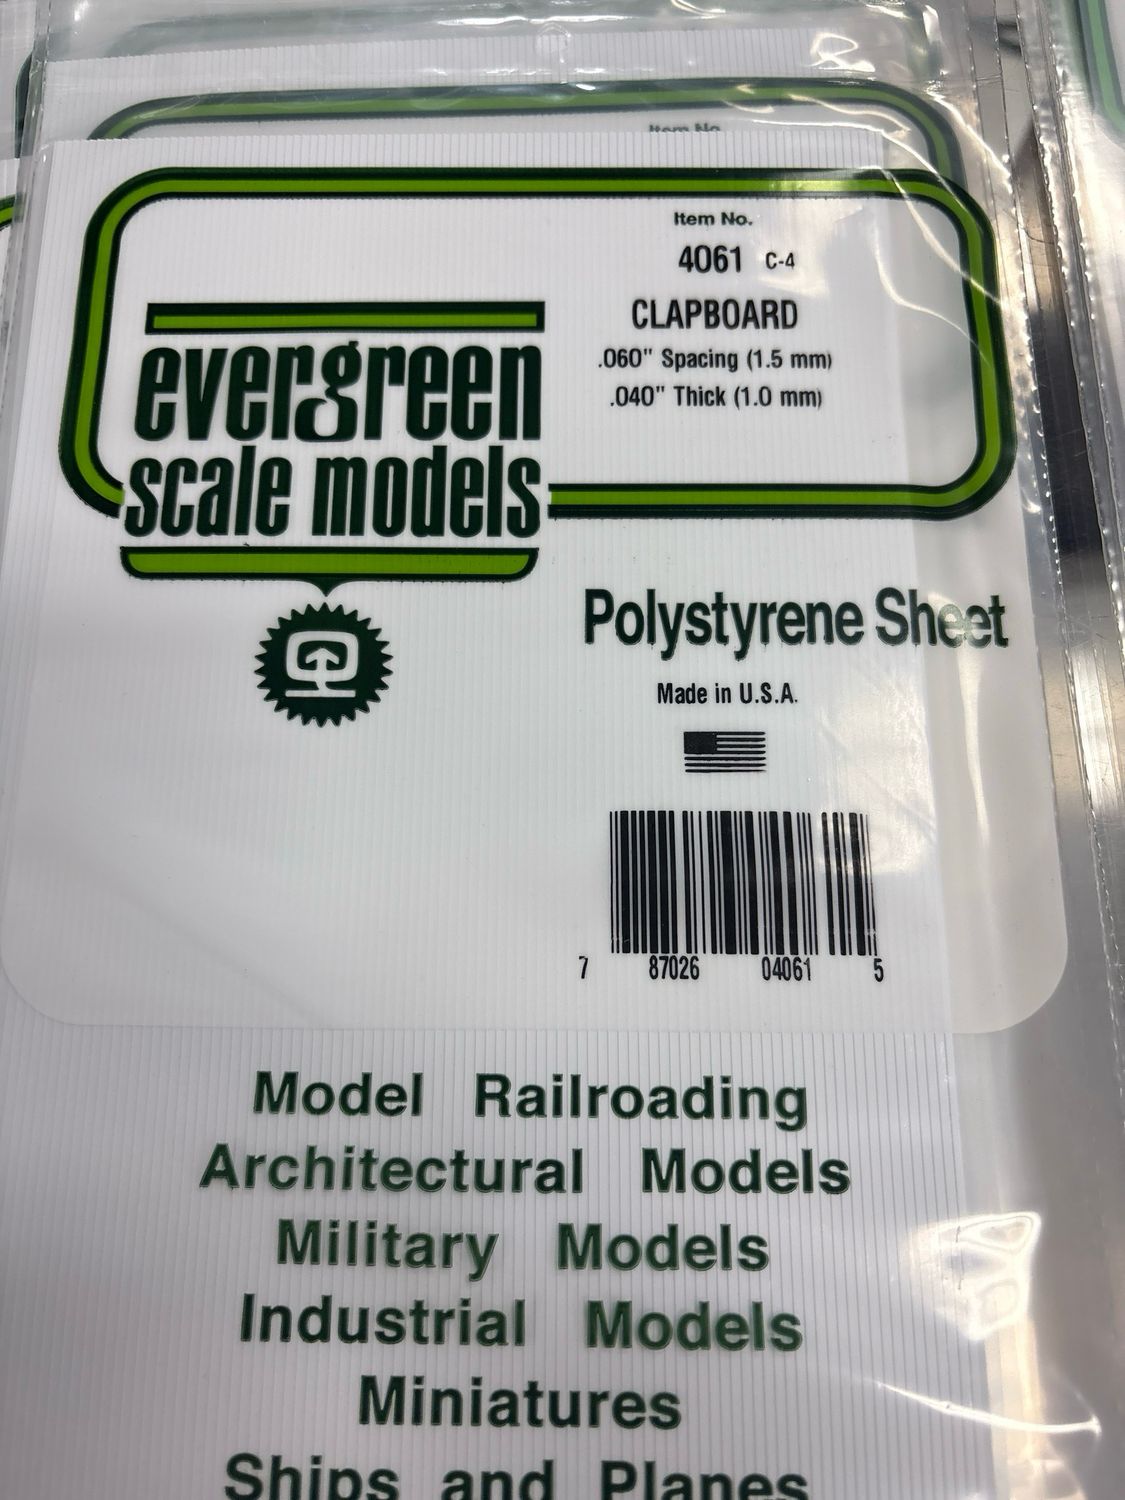 Item No.
Item No.
4061 C-4
CLAPBOARD
.060" Spacing (1.5 mm)
.040" Thick (1.0 mm)
evergreen
scale models
Polystyrene Sheet
Made in U.S.A.
7 87026 04061 5
Model Railroading
Architectural Models
Military Models
Industrial Models
Miniatures
Ships and Planes